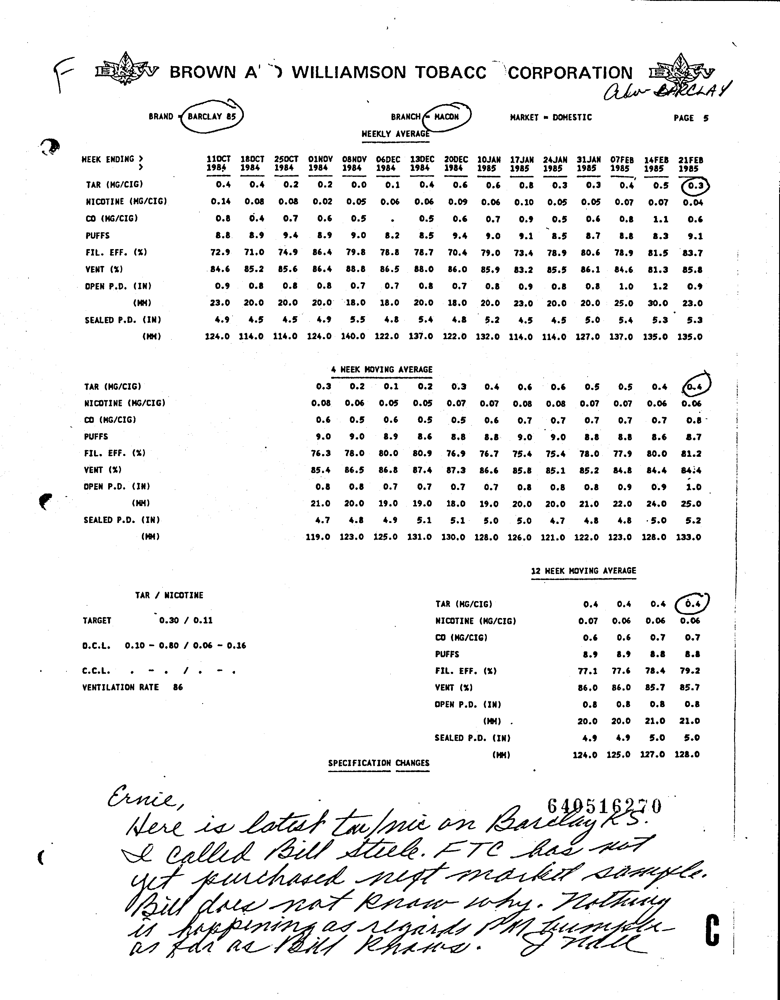 F
BROWN A D WILLIAMSON TOBACC CORPORATION
BARCLAY
BRAND = BARCLAY 85 BRANCH = MACON MARKET = DOMESTIC PAGE 5
WEEKLY AVERAGE
WEEK ENDING > 11OCT 18OCT 25OCT 01NOV 08NOV 06DEC 13DEC 20DEC 10JAN 17JAN 24JAN 31JAN 07FEB 14FEB 21FEB
> 1984 1984 1984 1984 1984 1984 1984 1984 1985 1985 1985 1985 1985 1985 1985
TAR (MG/CIG) 0.4 0.4 0.2 0.2 0.0 0.1 0.4 0.6 0.6 0.8 0.3 0.3 0.4 0.5 0.3
NICOTINE (MG/CIG) 0.14 0.08 0.08 0.02 0.05 0.06 0.06 0.09 0.06 0.10 0.05 0.05 0.07 0.07 0.04
CO (MG/CIG) 0.8 0.4 0.7 0.6 0.5 . 0.5 0.6 0.7 0.9 0.5 0.6 0.8 1.1 0.6
PUFFS 8.8 8.9 9.4 8.9 9.0 8.2 8.5 9.4 9.0 9.1 8.5 8.7 8.8 8.3 9.1
FIL. EFF. (%) 72.9 71.0 74.9 86.4 79.8 78.8 78.7 70.4 79.0 73.4 78.9 80.6 78.9 81.5 83.7
VENT (%) 84.6 85.2 85.6 86.4 88.8 86.5 88.0 86.0 85.9 83.2 85.5 86.1 84.6 81.3 85.8
OPEN P.D. (IN) 0.9 0.8 0.8 0.8 0.7 0.7 0.8 0.7 0.8 0.9 0.8 0.8 1.0 1.2 0.9
(MM) 23.0 20.0 20.0 20.0 18.0 18.0 20.0 18.0 20.0 23.0 20.0 20.0 25.0 30.0 23.0
SEALED P.D. (IN) 4.9 4.5 4.5 4.9 5.5 4.8 5.4 4.8 5.2 4.5 4.5 5.0 5.4 5.3 5.3
(MM) 124.0 114.0 114.0 124.0 140.0 122.0 137.0 122.0 132.0 114.0 114.0 127.0 137.0 135.0 135.0
4 WEEK MOVING AVERAGE
TAR (MG/CIG) 0.3 0.2 0.1 0.2 0.3 0.4 0.6 0.6 0.5 0.5 0.4 0.4
NICOTINE (MG/CIG) 0.08 0.06 0.05 0.05 0.07 0.07 0.08 0.08 0.07 0.07 0.06 0.06
CO (MG/CIG) 0.6 0.5 0.6 0.5 0.5 0.6 0.7 0.7 0.7 0.7 0.7 0.8
PUFFS 9.0 9.0 8.9 8.6 8.8 8.8 9.0 9.0 8.8 8.8 8.6 8.7
FIL. EFF. (%) 76.3 78.0 80.0 80.9 76.9 76.7 75.4 75.4 78.0 77.9 80.0 81.2
VENT (%) 85.4 86.5 86.8 87.4 87.3 86.6 85.8 85.1 85.2 84.8 84.4 84.4
OPEN P.D. (IN) 0.8 0.8 0.7 0.7 0.7 0.7 0.8 0.8 0.8 0.9 0.9 1.0
(MM) 21.0 20.0 19.0 19.0 18.0 19.0 20.0 20.0 21.0 22.0 24.0 25.0
SEALED P.D. (IN) 4.7 4.8 4.9 5.1 5.1 5.0 5.0 4.7 4.8 4.8 5.0 5.2
(MM) 119.0 123.0 125.0 131.0 130.0 128.0 126.0 121.0 122.0 123.0 128.0 133.0
12 WEEK MOVING AVERAGE
TAR / NICOTINE
TARGET 0.30 / 0.11
O.C.L. 0.10 - 0.80 / 0.06 - 0.16
C.C.L. . - . / . - .
VENTILATION RATE 86
TAR (MG/CIG) 0.4 0.4 0.4 0.4
NICOTINE (MG/CIG) 0.07 0.06 0.06 0.06
CO (MG/CIG) 0.6 0.6 0.7 0.7
PUFFS 8.9 8.9 8.8 8.8
FIL. EFF. (%) 77.1 77.6 78.4 79.2
VENT (%) 86.0 86.0 85.7 85.7
OPEN P.D. (IN) 0.8 0.8 0.8 0.8
(MM) . 20.0 20.0 21.0 21.0
SEALED P.D. (IN) 4.9 4.9 5.0 5.0
(MM) 124.0 125.0 127.0 128.0
SPECIFICATION CHANGES
640516270
Ernie,
Here is latest tar/nic on Barclay KS.
I called Bill Steele. FTC has not
yet purchased next market sample.
Bill does not know why. Nothing
is happening as regards PM
as far as Bill knows.
C